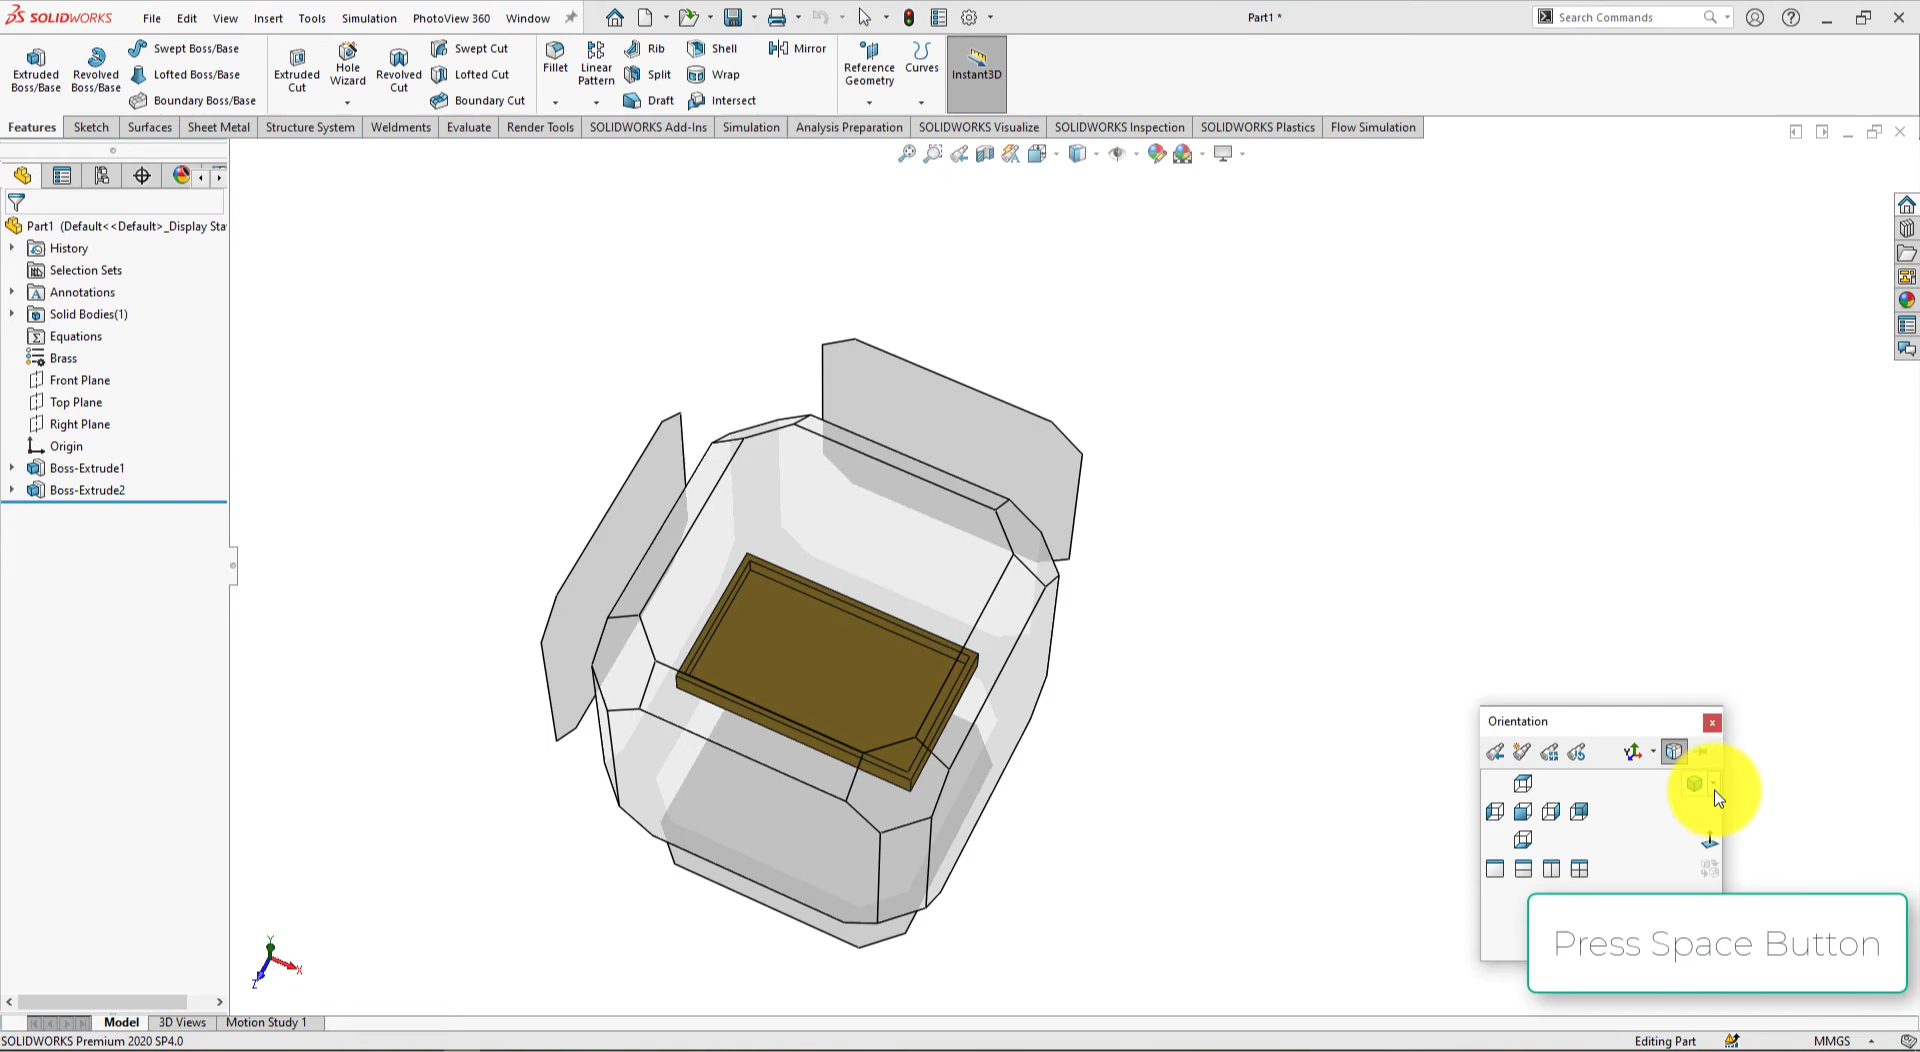 SOLIDWORKS File Edit View Insert Tools Simulation PhotoView 360 Window Part1 * Search Commands
Extruded Boss/Base
Revolved Boss/Base
Swept Boss/Base
Lofted Boss/Base
Boundary Boss/Base
Extruded Cut
Hole Wizard
Revolved Cut
Swept Cut
Lofted Cut
Boundary Cut
Fillet
Linear Pattern
Rib
Split
Draft
Shell
Wrap
Intersect
Mirror
Reference Geometry
Curves
Instant3D
Features Sketch Surfaces Sheet Metal Structure System Weldments Evaluate Render Tools SOLIDWORKS Add-Ins Simulation Analysis Preparation SOLIDWORKS Visualize SOLIDWORKS Inspection SOLIDWORKS Plastics Flow Simulation
Part1 (Default<<Default>_Display Sta
History
Selection Sets
Annotations
Solid Bodies(1)
Equations
Brass
Front Plane
Top Plane
Right Plane
Origin
Boss-Extrude1
Boss-Extrude2
Orientation
Press Space Button
Y
X
Z
Model 3D Views Motion Study 1
SOLIDWORKS Premium 2020 SP4.0 Editing Part MMGS